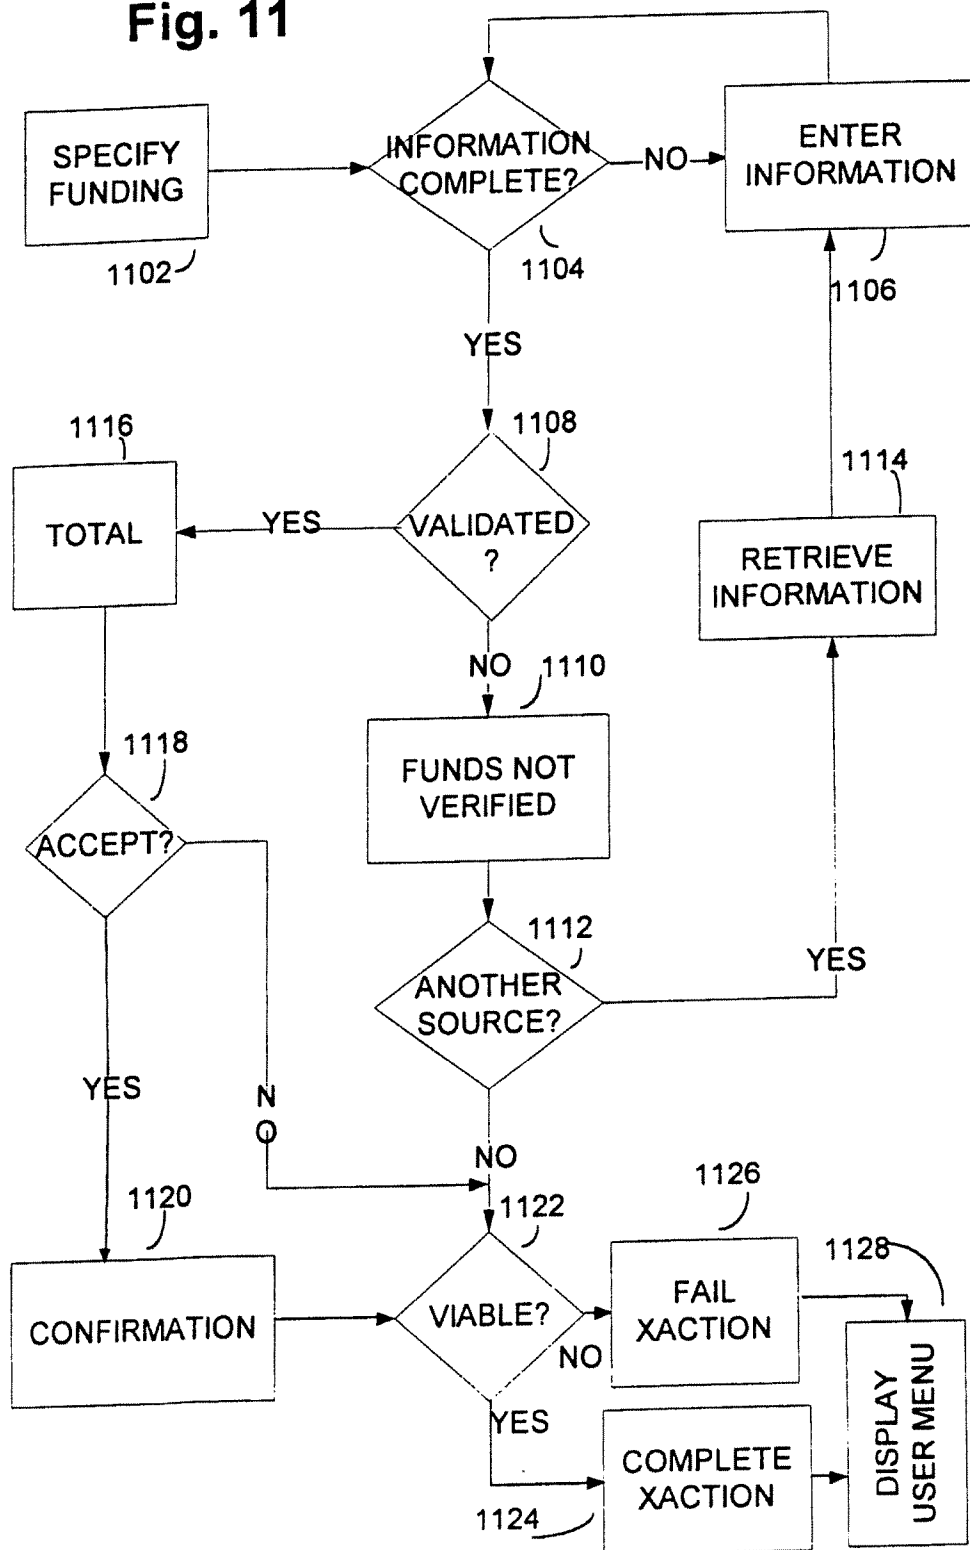 Fig. 11
SPECIFY
FUNDING
1102
INFORMATION
COMPLETE?
1104
NO
ENTER
INFORMATION
1106
YES
1116
TOTAL
YES
1108
VALIDATED
?
1114
RETRIEVE
INFORMATION
NO
1110
FUNDS NOT
VERIFIED
1118
ACCEPT?
1112
ANOTHER
SOURCE?
YES
YES
N
O
NO
1120
CONFIRMATION
1122
VIABLE?
NO
YES
1126
FAIL
XACTION
1128
DISPLAY
USER MENU
COMPLETE
XACTION
1124